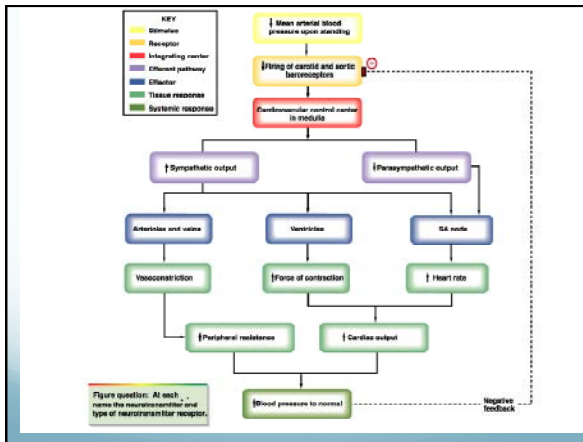 KEY
Stimulus
Receptor
Integrating center
Efferent pathway
Effector
Tissue response
Systemic response
↓ Mean arterial blood
pressure upon standing
↓Firing of carotid and aortic
baroreceptors
Cardiovascular control center
in medulla
↑ Sympathetic output
↓Parasympathetic output
Arterioles and veins
Ventricles
SA node
Vasoconstriction
↑Force of contraction
↑ Heart rate
↑Peripheral resistance
↑ Cardiac output
↑Blood pressure to normal
Negative
feedback
Figure question: At each
name the neurotransmitter and
type of neurotransmitter receptor.